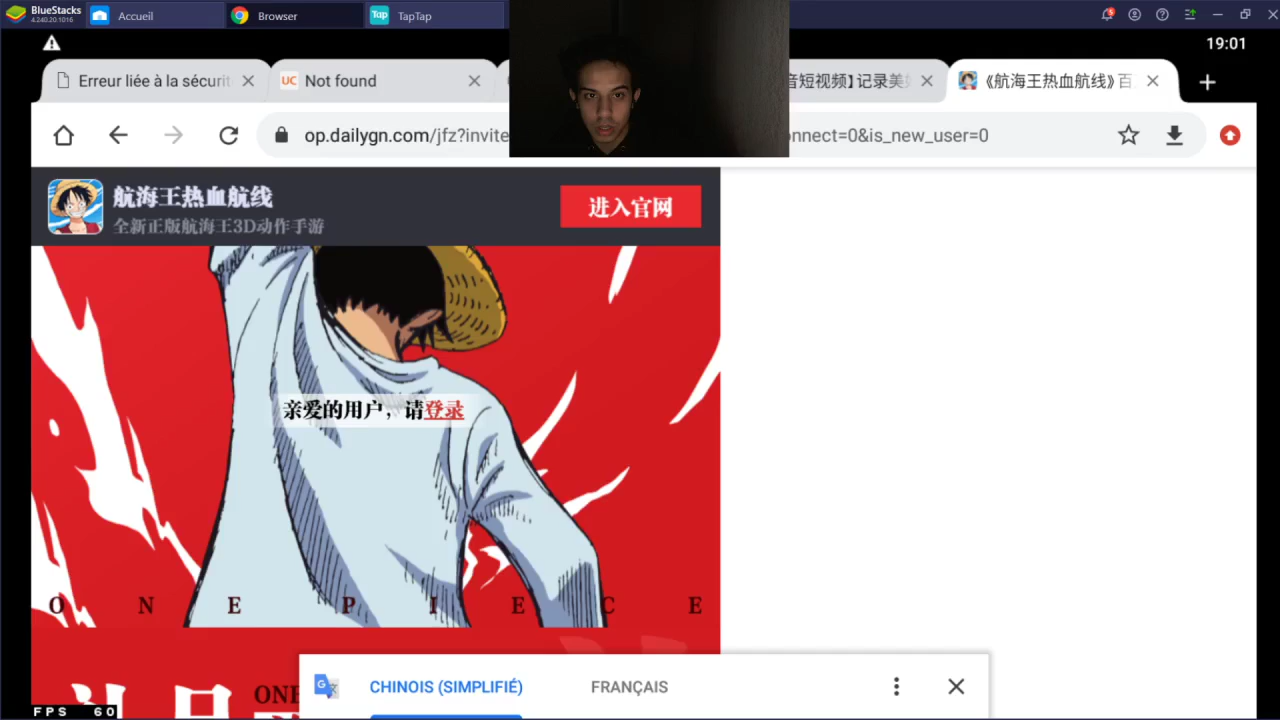 BlueStacks
4.240.20.1016
Accueil
Browser
TapTap
5
19:01
Erreur liée à la sécurit
UC Not found
音短视频】记录美
《航海王热血航线》百
op.dailygn.com/jfz?invite
nnect=0&is_new_user=0
航海王热血航线
全新正版航海王3D动作手游
进入官网
亲爱的用户，请登录
O N E P I E C E
ONE
CHINOIS (SIMPLIFIÉ)
FRANÇAIS
FPS 60